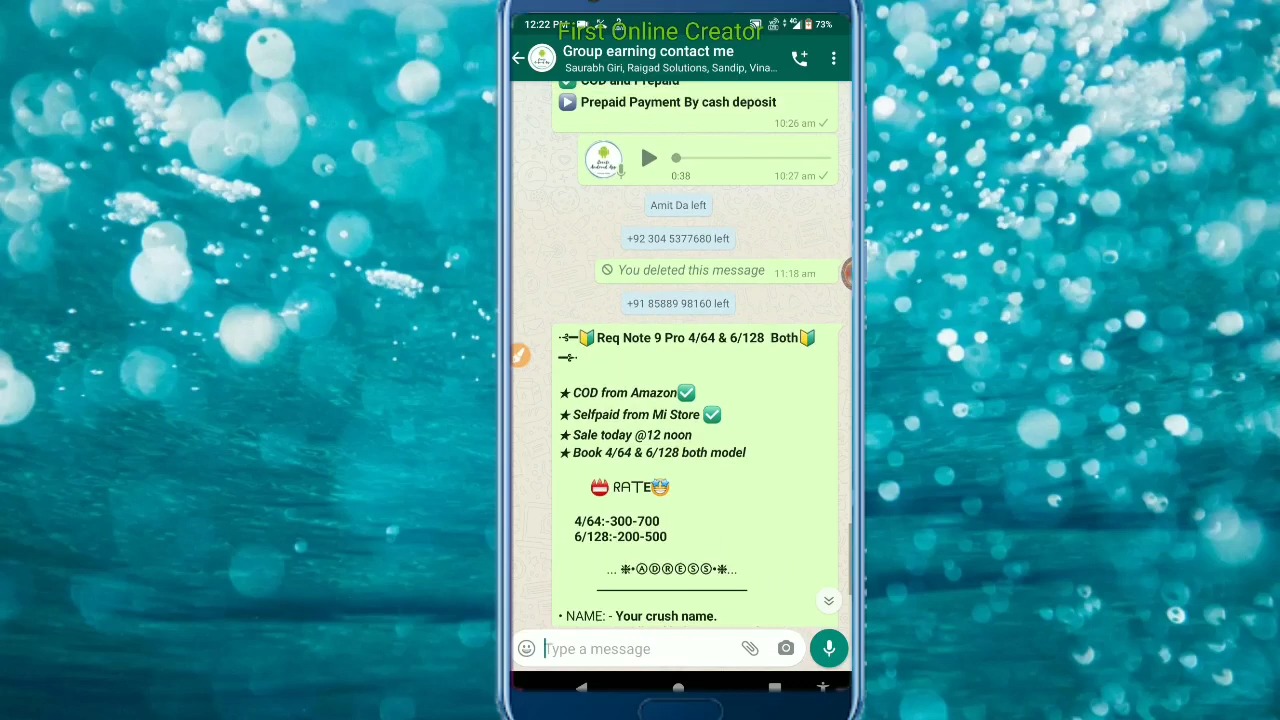 12:22 PM
73%
First Online Creator
Group earning contact me
Saurabh Giri, Raigad Solutions, Sandip, Vina...
COD and Prepaid
Prepaid Payment By cash deposit
10:26 am
0:38
10:27 am
Amit Da left
+92 304 5377680 left
You deleted this message
11:18 am
+91 85889 98160 left
Req Note 9 Pro 4/64 & 6/128 Both
★ COD from Amazon✅
★ Selfpaid from Mi Store ✅
★ Sale today @12 noon
★ Book 4/64 & 6/128 both model
RATE
4/64:-300-700
6/128:-200-500
... ❈•ⒶⒹⓇⒺⓈⓈ•❈...
• NAME: - Your crush name.
Type a message